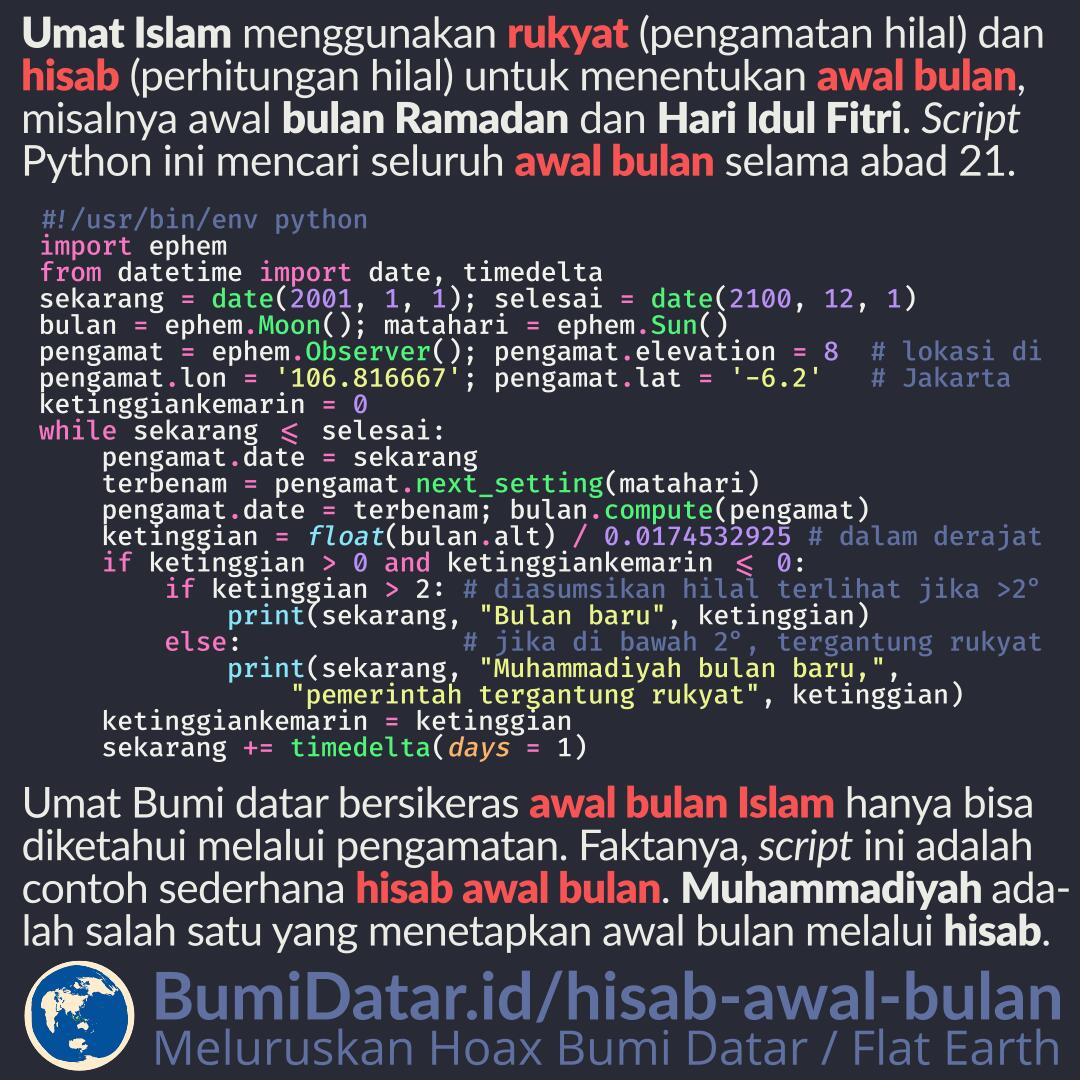 Umat Islam menggunakan rukyat (pengamatan hilal) dan
hisab (perhitungan hilal) untuk menentukan awal bulan,
misalnya awal bulan Ramadan dan Hari Idul Fitri. Script
Python ini mencari seluruh awal bulan selama abad 21.
#!/usr/bin/env python
import ephem
from datetime import date, timedelta
sekarang = date(2001, 1, 1); selesai = date(2100, 12, 1)
bulan = ephem.Moon(); matahari = ephem.Sun()
pengamat = ephem.Observer(); pengamat.elevation = 8  # lokasi di
pengamat.lon = '106.816667'; pengamat.lat = '-6.2'   # Jakarta
ketinggiankemarin = 0
while sekarang ⩽ selesai:
    pengamat.date = sekarang
    terbenam = pengamat.next_setting(matahari)
    pengamat.date = terbenam; bulan.compute(pengamat)
    ketinggian = float(bulan.alt) / 0.0174532925 # dalam derajat
    if ketinggian > 0 and ketinggiankemarin ⩽ 0:
        if ketinggian > 2: # diasumsikan hilal terlihat jika >2°
            print(sekarang, "Bulan baru", ketinggian)
        else:              # jika di bawah 2°, tergantung rukyat
            print(sekarang, "Muhammadiyah bulan baru,",
                "pemerintah tergantung rukyat", ketinggian)
    ketinggiankemarin = ketinggian
    sekarang += timedelta(days = 1)
Umat Bumi datar bersikeras awal bulan Islam hanya bisa
diketahui melalui pengamatan. Faktanya, script ini adalah
contoh sederhana hisab awal bulan. Muhammadiyah ada-
lah salah satu yang menetapkan awal bulan melalui hisab.
BumiDatar.id/hisab-awal-bulan
Meluruskan Hoax Bumi Datar / Flat Earth